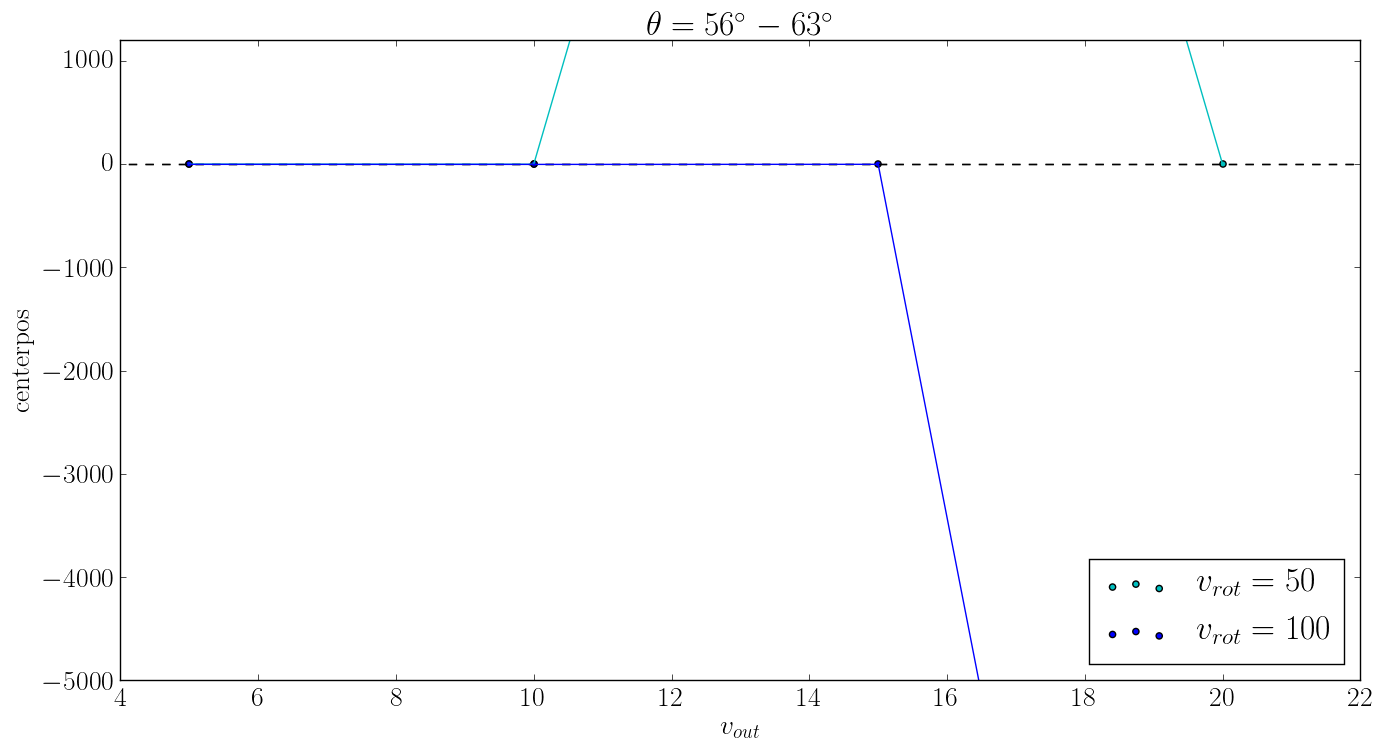 θ = 56° − 63°
1000
0
−1000
−2000
−3000
−4000
−5000
centerpos
4 6 8 10 12 14 16 18 20 22
v_out
v_rot = 50
v_rot = 100